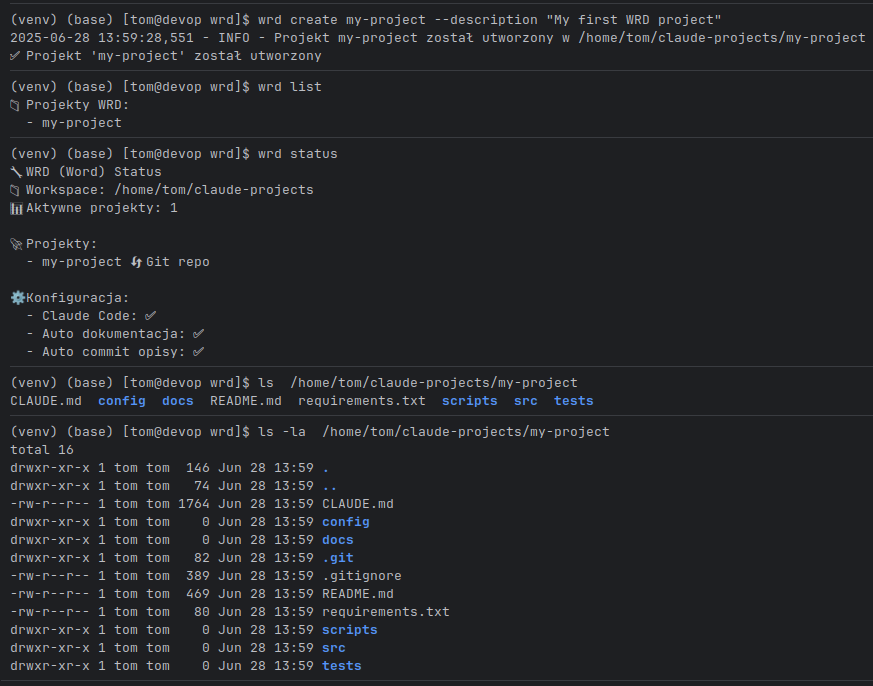 (venv) (base) [tom@devop wrd]$ wrd create my-project --description "My first WRD project"
2025-06-28 13:59:28,551 - INFO - Projekt my-project został utworzony w /home/tom/claude-projects/my-project
✅ Projekt 'my-project' został utworzony
(venv) (base) [tom@devop wrd]$ wrd list
📁 Projekty WRD:
  - my-project
(venv) (base) [tom@devop wrd]$ wrd status
🔧 WRD (Word) Status
📁 Workspace: /home/tom/claude-projects
📊 Aktywne projekty: 1
🚀 Projekty:
  - my-project 🔄 Git repo
⚙️ Konfiguracja:
  - Claude Code: ✅
  - Auto dokumentacja: ✅
  - Auto commit opisy: ✅
(venv) (base) [tom@devop wrd]$ ls  /home/tom/claude-projects/my-project
CLAUDE.md  config  docs  README.md  requirements.txt  scripts  src  tests
(venv) (base) [tom@devop wrd]$ ls -la  /home/tom/claude-projects/my-project
total 16
drwxr-xr-x 1 tom tom  146 Jun 28 13:59 .
drwxr-xr-x 1 tom tom   74 Jun 28 13:59 ..
-rw-r--r-- 1 tom tom 1764 Jun 28 13:59 CLAUDE.md
drwxr-xr-x 1 tom tom    0 Jun 28 13:59 config
drwxr-xr-x 1 tom tom    0 Jun 28 13:59 docs
drwxr-xr-x 1 tom tom   82 Jun 28 13:59 .git
-rw-r--r-- 1 tom tom  389 Jun 28 13:59 .gitignore
-rw-r--r-- 1 tom tom  469 Jun 28 13:59 README.md
-rw-r--r-- 1 tom tom   80 Jun 28 13:59 requirements.txt
drwxr-xr-x 1 tom tom    0 Jun 28 13:59 scripts
drwxr-xr-x 1 tom tom    0 Jun 28 13:59 src
drwxr-xr-x 1 tom tom    0 Jun 28 13:59 tests